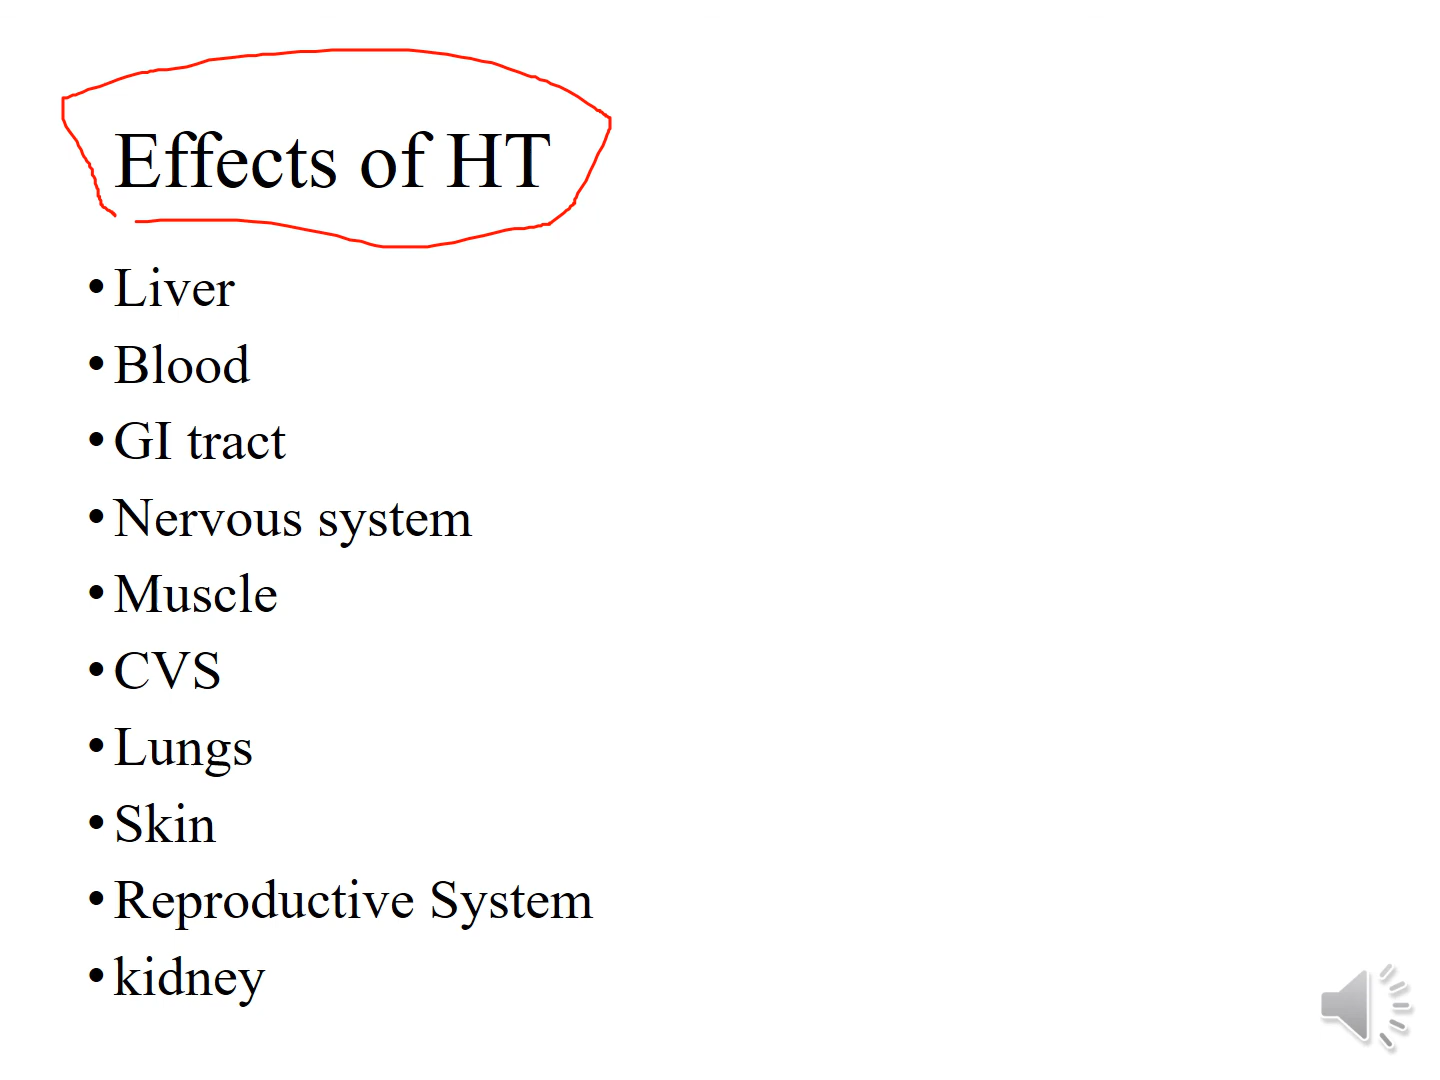 Effects of HT
• Liver
• Blood
• GI tract
• Nervous system
• Muscle
• CVS
• Lungs
• Skin
• Reproductive System
• kidney